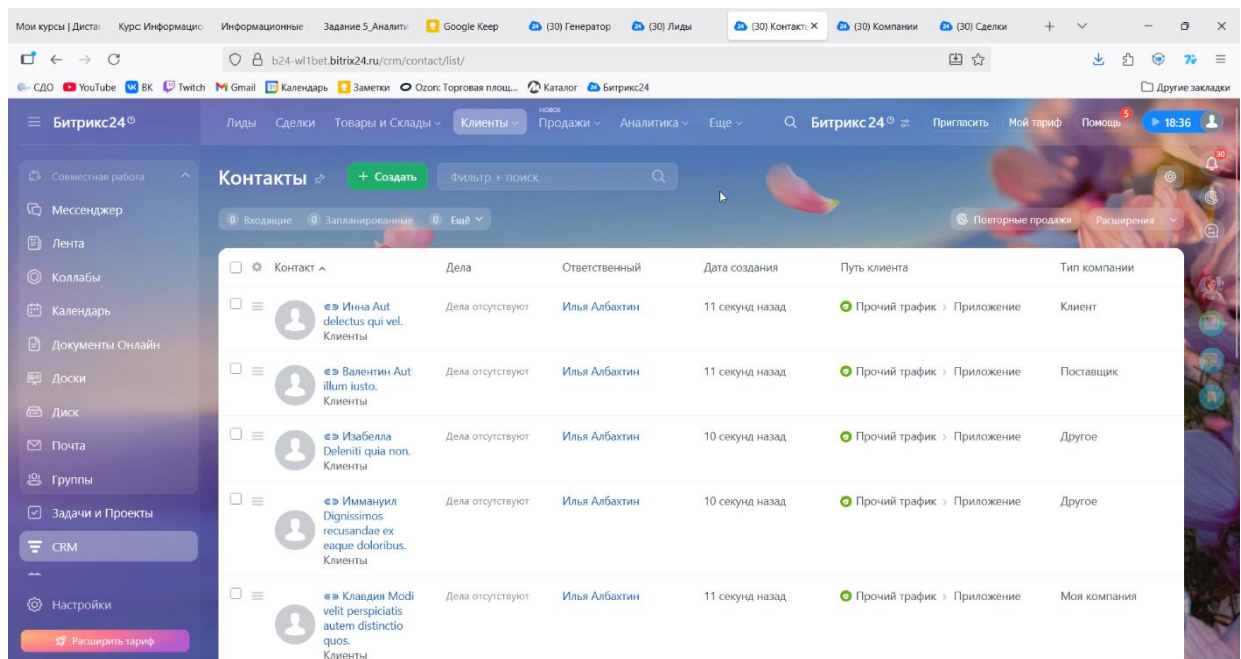 Мои курсы | Диста Курс: Информацио Информационные Задание 5_Аналити Google Keep (30) Генератор (30) Лиды (30) Контакть (30) Компании (30) Сделки
b24-wl1bet.bitrix24.ru/crm/contact/list/
СДО YouTube ВК Twitch Gmail Календарь Заметки Ozon: Торговая площ... Каталог Битрикс24 Другие закладки
Битрикс24 Лиды Сделки Товары и Склады Клиенты НОВОЕ Продажи Аналитика Еще Битрикс 24 Пригласить Мой тариф Помощь 5 18:36
30
Совместная работа
Контакты + Создать Фильтр + поиск
Мессенджер
0 Входящие 0 Запланированные 0 Ещё Повторные продажи Расширения
Лента
Коллабы
Календарь
Документы Онлайн
Доски
Диск
Почта
Группы
Задачи и Проекты
CRM
Настройки
Расширить тариф
Контакт Дела Ответственный Дата создания Путь клиента Тип компании
Инна Aut Дела отсутствуют Илья Албахтин 11 секунд назад Прочий трафик > Приложение Клиент
delectus qui vel.
Клиенты
Валентин Aut Дела отсутствуют Илья Албахтин 11 секунд назад Прочий трафик > Приложение Поставщик
illum iusto.
Клиенты
Изабелла Дела отсутствуют Илья Албахтин 10 секунд назад Прочий трафик > Приложение Другое
Deleniti quia non.
Клиенты
Иммануил Дела отсутствуют Илья Албахтин 10 секунд назад Прочий трафик > Приложение Другое
Dignissimos
recusandae ex
eaque doloribus.
Клиенты
Клавдия Modi Дела отсутствуют Илья Албахтин 11 секунд назад Прочий трафик > Приложение Моя компания
velit perspiciatis
autem distinctio
quos.
Клиенты